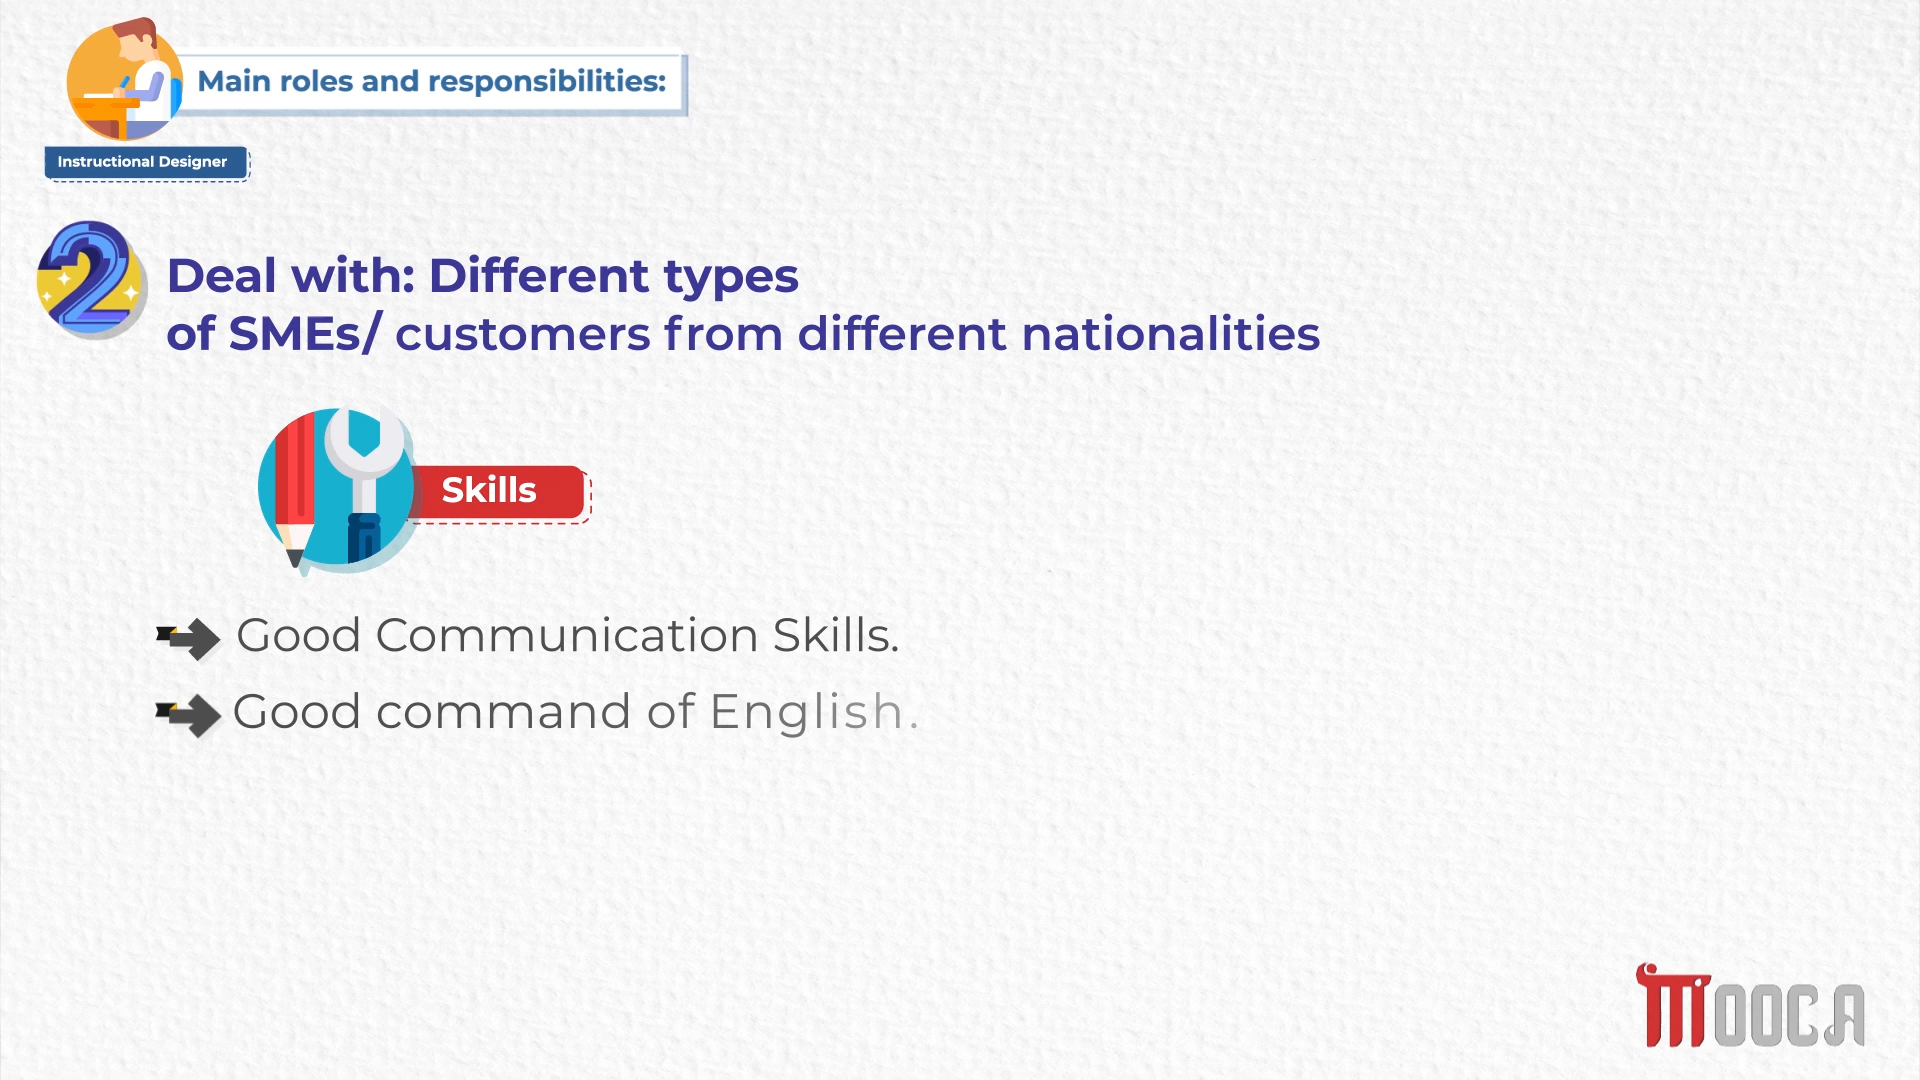 Main roles and responsibilities:
Instructional Designer
2
Deal with: Different types
of SMEs/ customers from different nationalities
Skills
Good Communication Skills.
Good command of English.
MOOCA